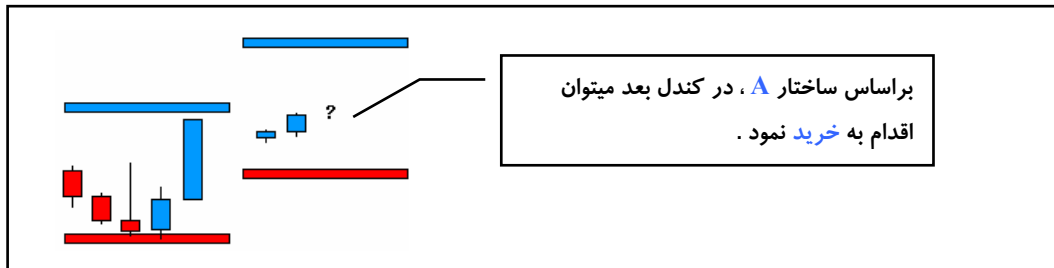 ?
براساس ساختار A ، در کندل بعد میتوان
اقدام به خرید نمود .